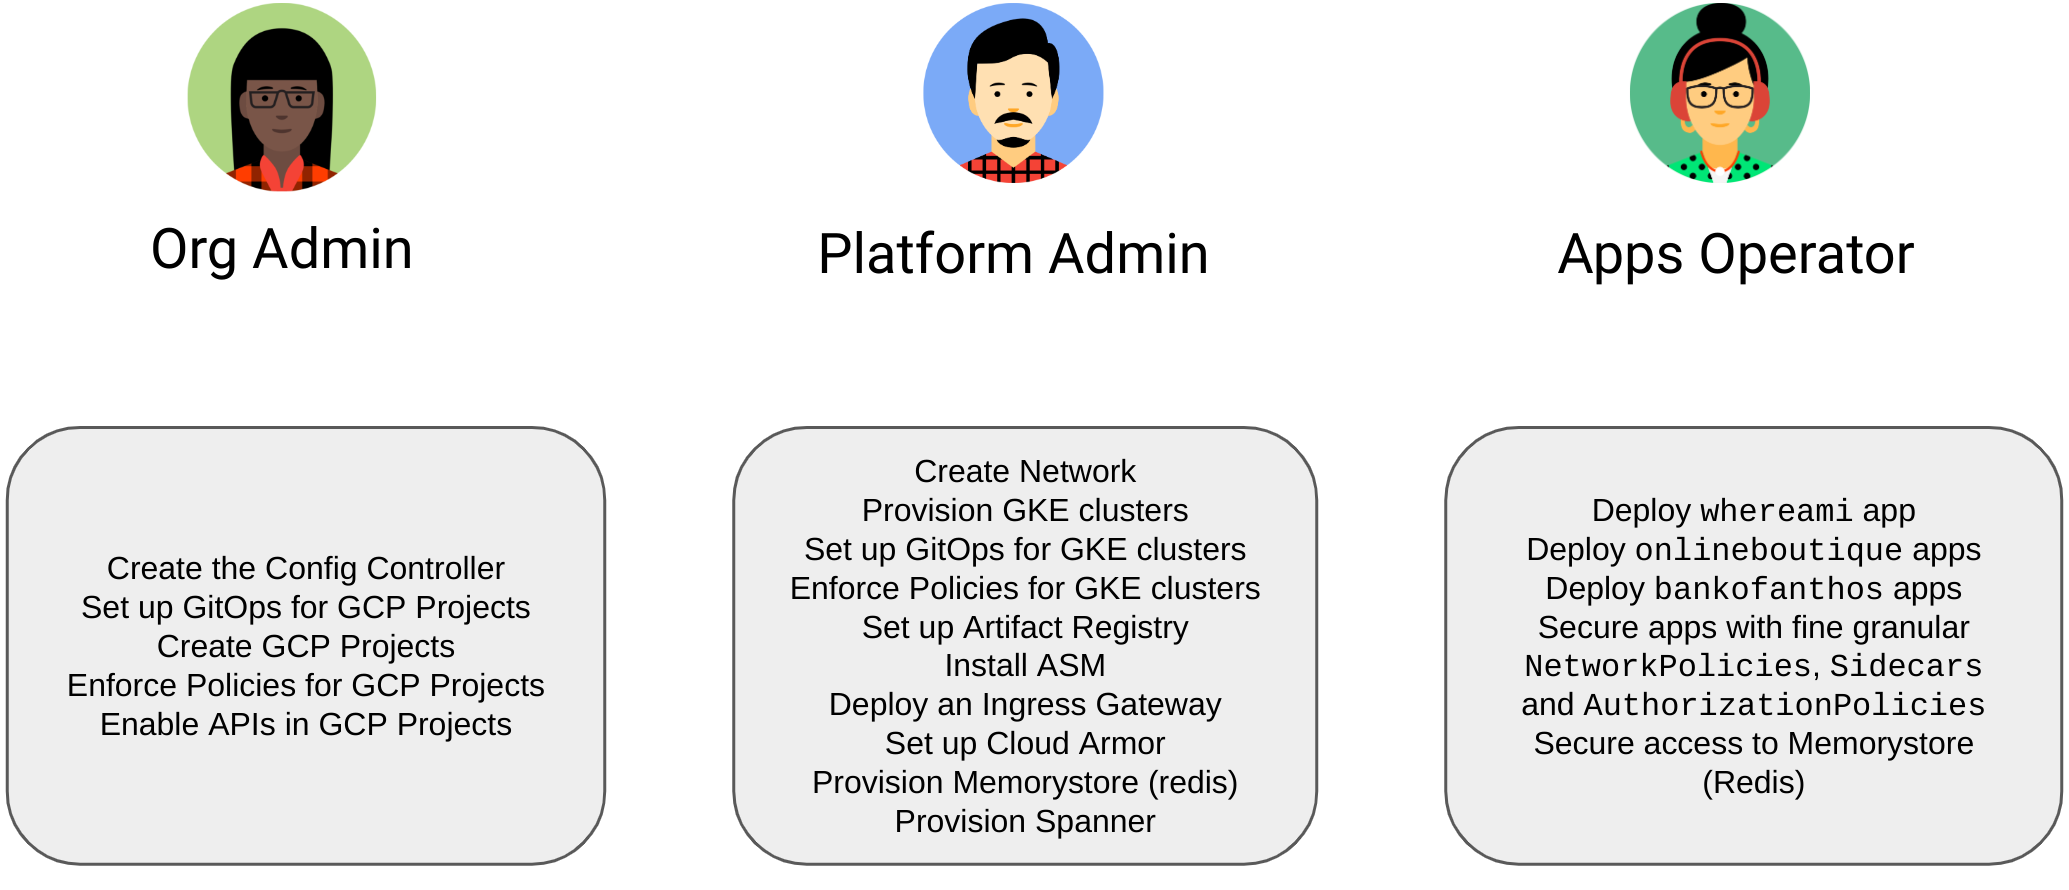 Org Admin
Platform Admin
Apps Operator
Create the Config Controller
Set up GitOps for GCP Projects
Create GCP Projects
Enforce Policies for GCP Projects
Enable APIs in GCP Projects
Create Network
Provision GKE clusters
Set up GitOps for GKE clusters
Enforce Policies for GKE clusters
Set up Artifact Registry
Install ASM
Deploy an Ingress Gateway
Set up Cloud Armor
Provision Memorystore (redis)
Provision Spanner
Deploy whereami app
Deploy onlineboutique apps
Deploy bankofanthos apps
Secure apps with fine granular
NetworkPolicies, Sidecars
and AuthorizationPolicies
Secure access to Memorystore
(Redis)